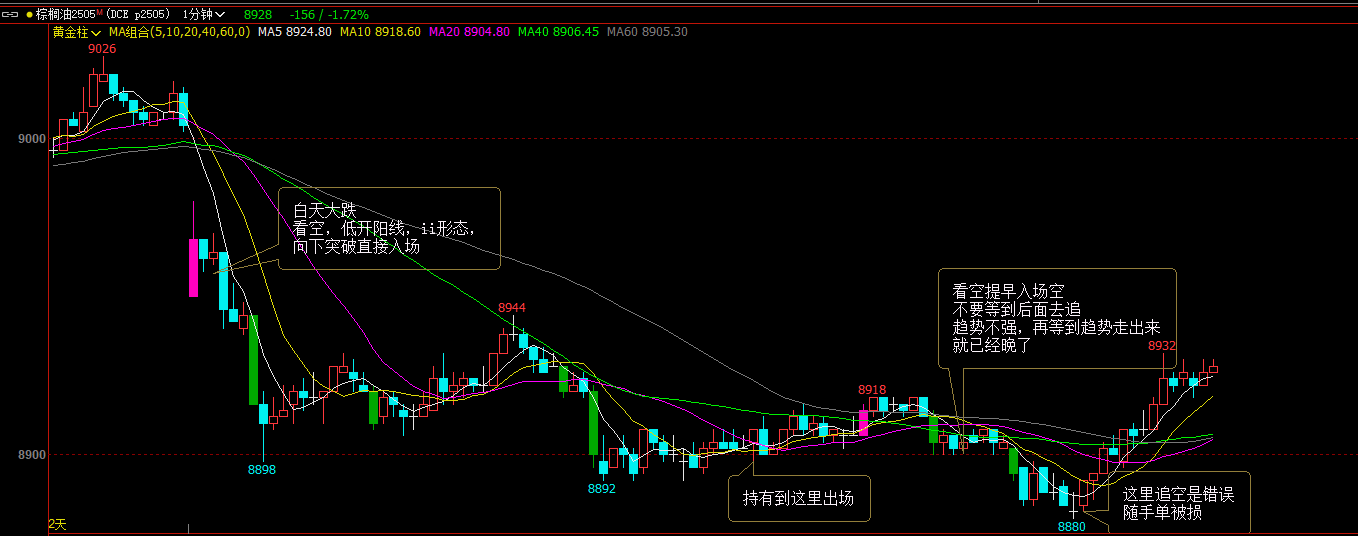 棕榈油2505M(DCE p2505) 1分钟 8928 -156 / -1.72%
黄金柱 MA组合(5,10,20,40,60,0) MA5 8924.80 MA10 8918.60 MA20 8904.80 MA40 8906.45 MA60 8905.30
9026
9000
白天大跌
看空，低开阳线，ii形态，
向下突破直接入场
8944
看空提早入场空
不要等到后面去追
趋势不强，再等到趋势走出来
就已经晚了
8932
8918
8900
8898
8892
持有到这里出场
这里追空是错误
随手单被损
8880
2天